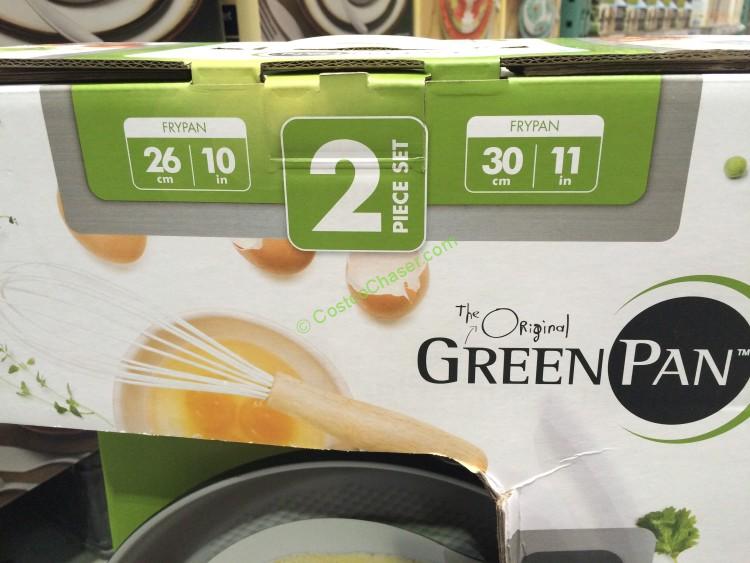 FRYPAN
26 cm 10 in
2 PIECE SET
FRYPAN
30 cm 11 in
© CostcoChaser.com
The Original
GREENPAN™